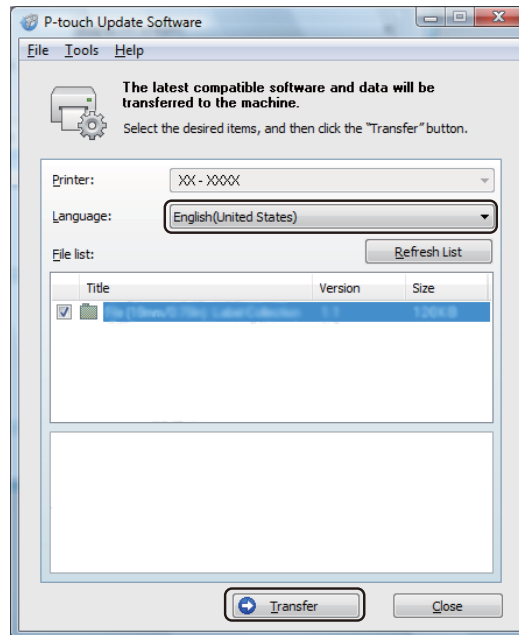 P-touch Update Software
File Tools Help
The latest compatible software and data will be
transferred to the machine.
Select the desired items, and then click the "Transfer" button.
Printer: XX - XXXX
Language: English(United States)
File list: Refresh List
Title Version Size
Transfer Close